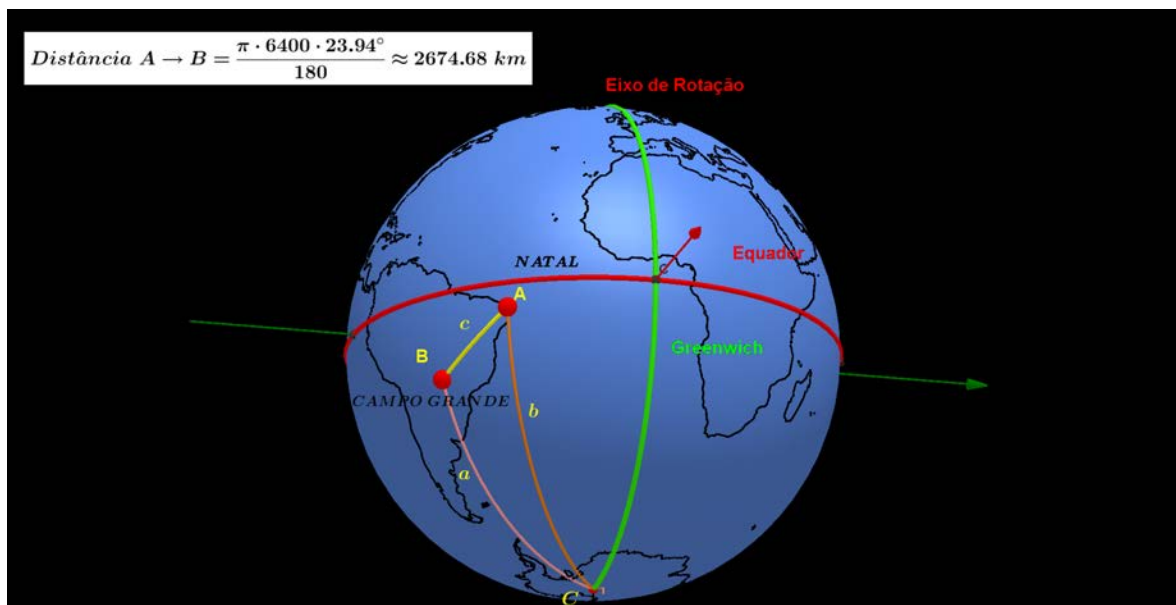 Distância A → B = π · 6400 · 23.94° / 180 ≈ 2674.68 km
Eixo de Rotação
NATAL
Equador
A
c
Greenwich
B
CAMPO GRANDE
b
a
C